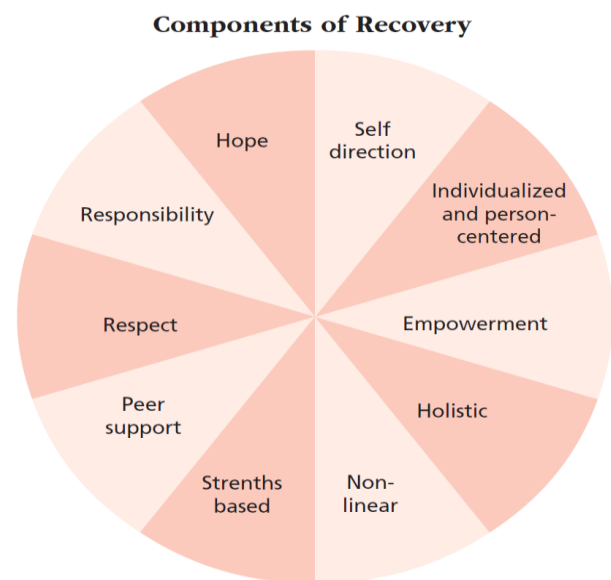 Components of Recovery
Self
direction
Individualized
and person-
centered
Empowerment
Holistic
Non-
linear
Strenths
based
Peer
support
Respect
Responsibility
Hope